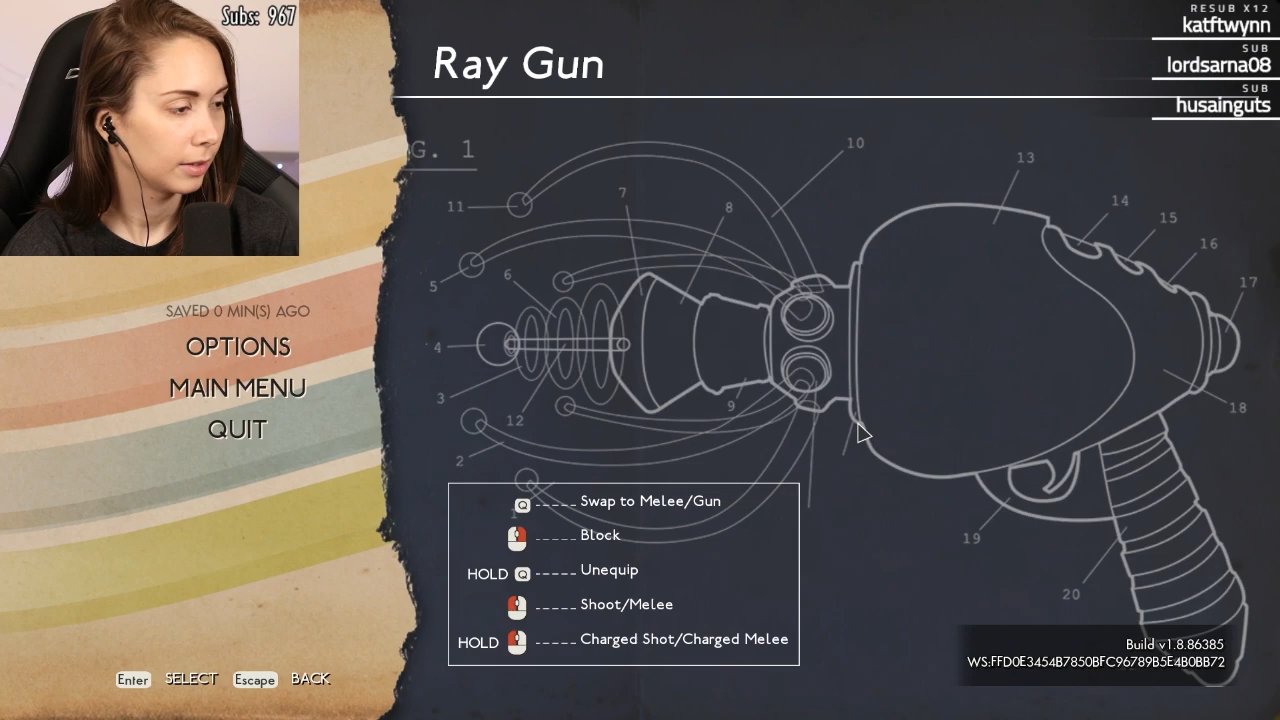 Subs: 967
RESUB X12
katftwynn
SUB
lordsarna08
SUB
husainguts
Ray Gun
G. 1
10
13
11
7
8
14
15
16
5
6
17
4
3
12
9
18
2
1
19
20
SAVED 0 MIN(S) AGO
OPTIONS
MAIN MENU
QUIT
Q ----- Swap to Melee/Gun
----- Block
HOLD Q ----- Unequip
----- Shoot/Melee
HOLD ----- Charged Shot/Charged Melee
Build v1.8.86385
WS:FFD0E3454B7850BFC96789B5E4B0BB72
Enter SELECT Escape BACK